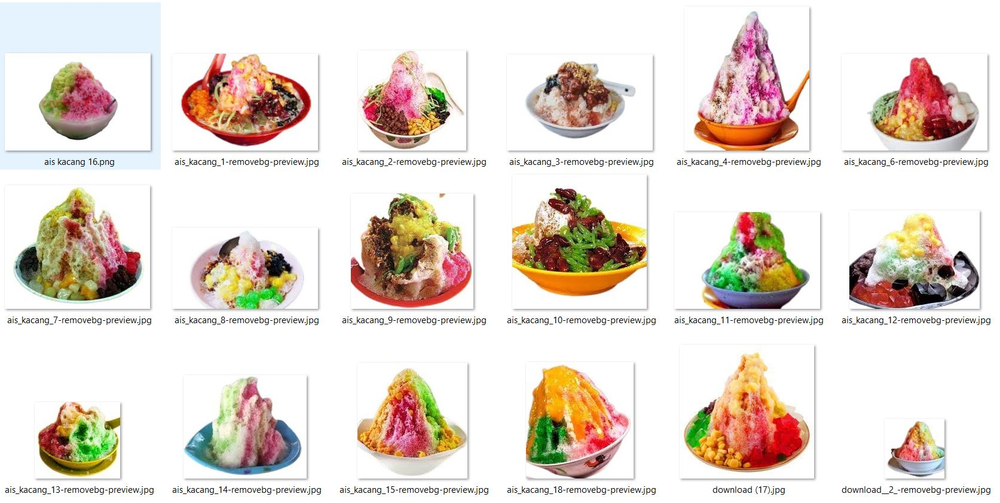 ais kacang 16.png
ais_kacang_1-removebg-preview.jpg
ais_kacang_2-removebg-preview.jpg
ais_kacang_3-removebg-preview.jpg
ais_kacang_4-removebg-preview.jpg
ais_kacang_6-removebg-preview.jpg
ais_kacang_7-removebg-preview.jpg
ais_kacang_8-removebg-preview.jpg
ais_kacang_9-removebg-preview.jpg
ais_kacang_10-removebg-preview.jpg
ais_kacang_11-removebg-preview.jpg
ais_kacang_12-removebg-preview.jpg
ais_kacang_13-removebg-preview.jpg
ais_kacang_14-removebg-preview.jpg
ais_kacang_15-removebg-preview.jpg
ais_kacang_18-removebg-preview.jpg
download (17).jpg
download__2_-removebg-preview.jpg